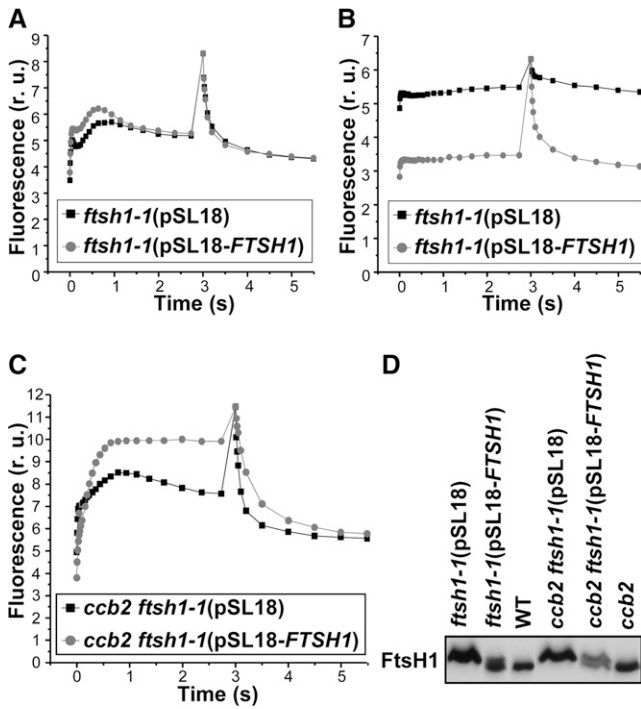 A
Fluorescence (r. u.)
9
8
7
6
5
4
3
2
1
0
0 1 2 3 4 5
Time (s)
ftsh1-1(pSL18)
ftsh1-1(pSL18-FTSH1)
B
Fluorescence (r. u.)
7
6
5
4
3
2
1
0
0 1 2 3 4 5
Time (s)
ftsh1-1(pSL18)
ftsh1-1(pSL18-FTSH1)
C
Fluorescence (r. u.)
12
11
10
9
8
7
6
5
4
3
2
1
0
0 1 2 3 4 5
Time (s)
ccb2 ftsh1-1(pSL18)
ccb2 ftsh1-1(pSL18-FTSH1)
D
ftsh1-1(pSL18)
ftsh1-1(pSL18-FTSH1)
WT
ccb2 ftsh1-1(pSL18)
ccb2 ftsh1-1(pSL18-FTSH1)
ccb2
FtsH1